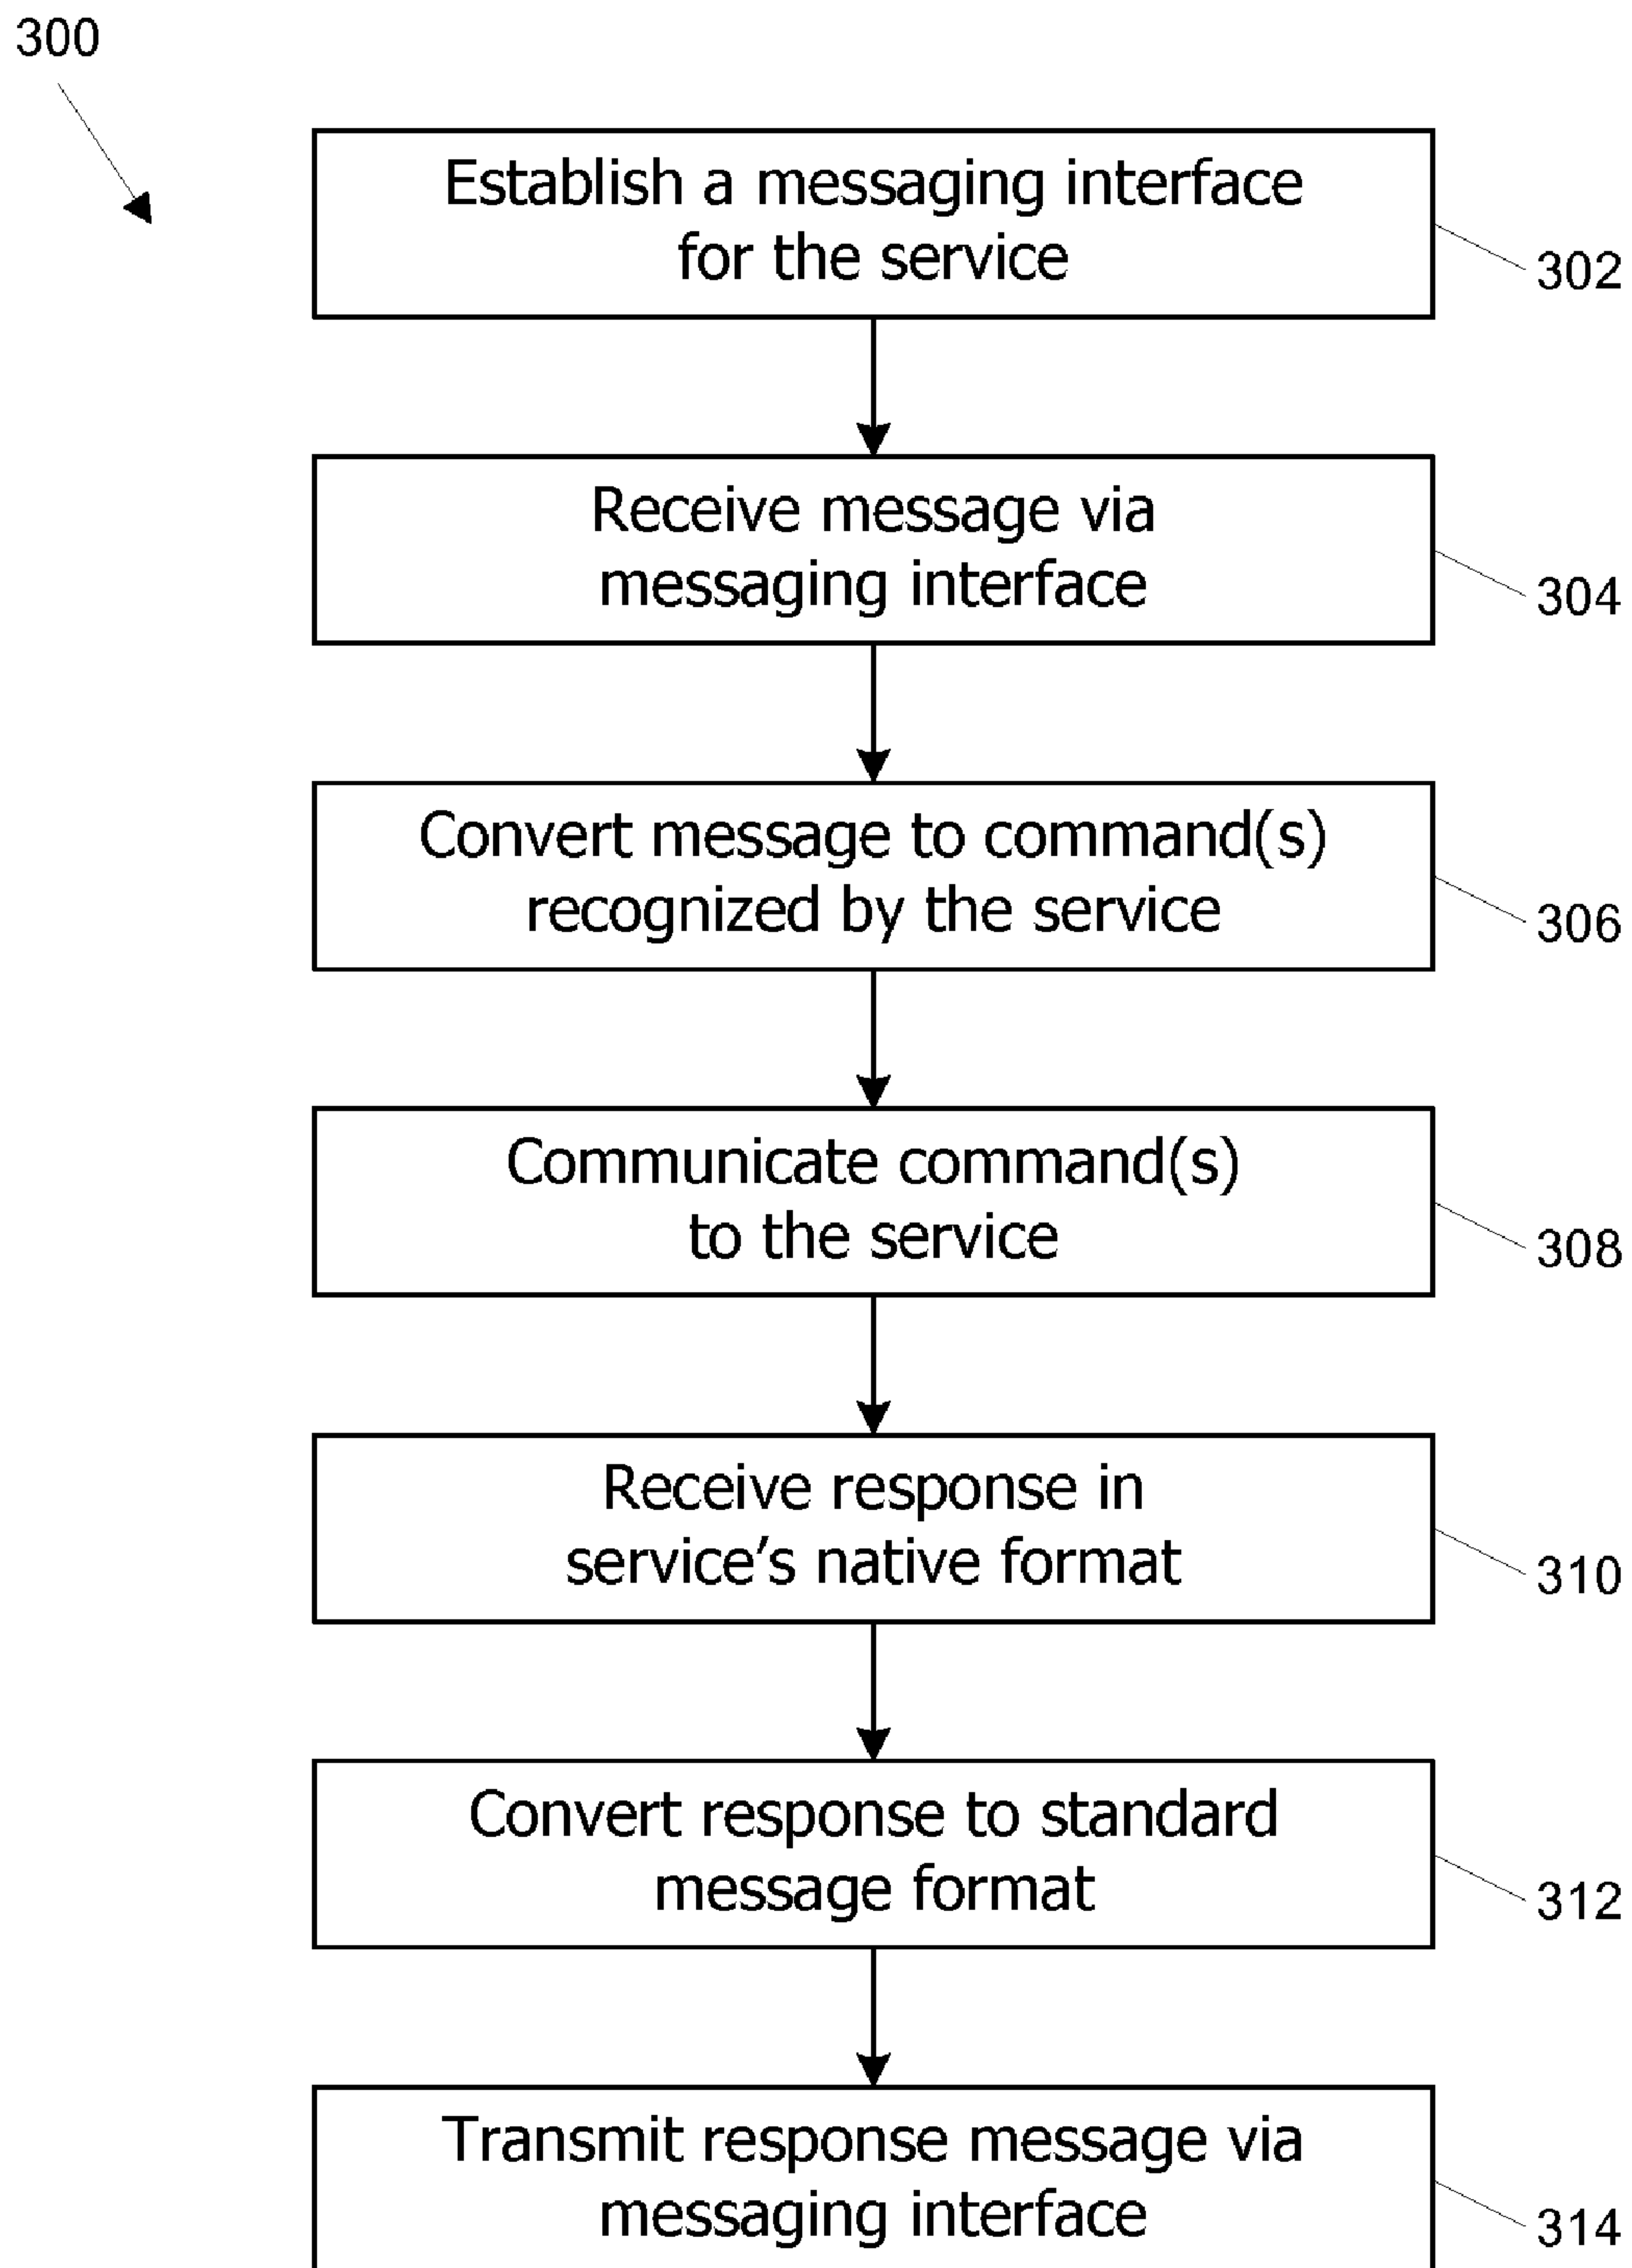 300
Establish a messaging interface
for the service
302
Receive message via
messaging interface
304
Convert message to command(s)
recognized by the service
306
Communicate command(s)
to the service
308
Receive response in
service's native format
310
Convert response to standard
message format
312
Transmit response message via
messaging interface
314